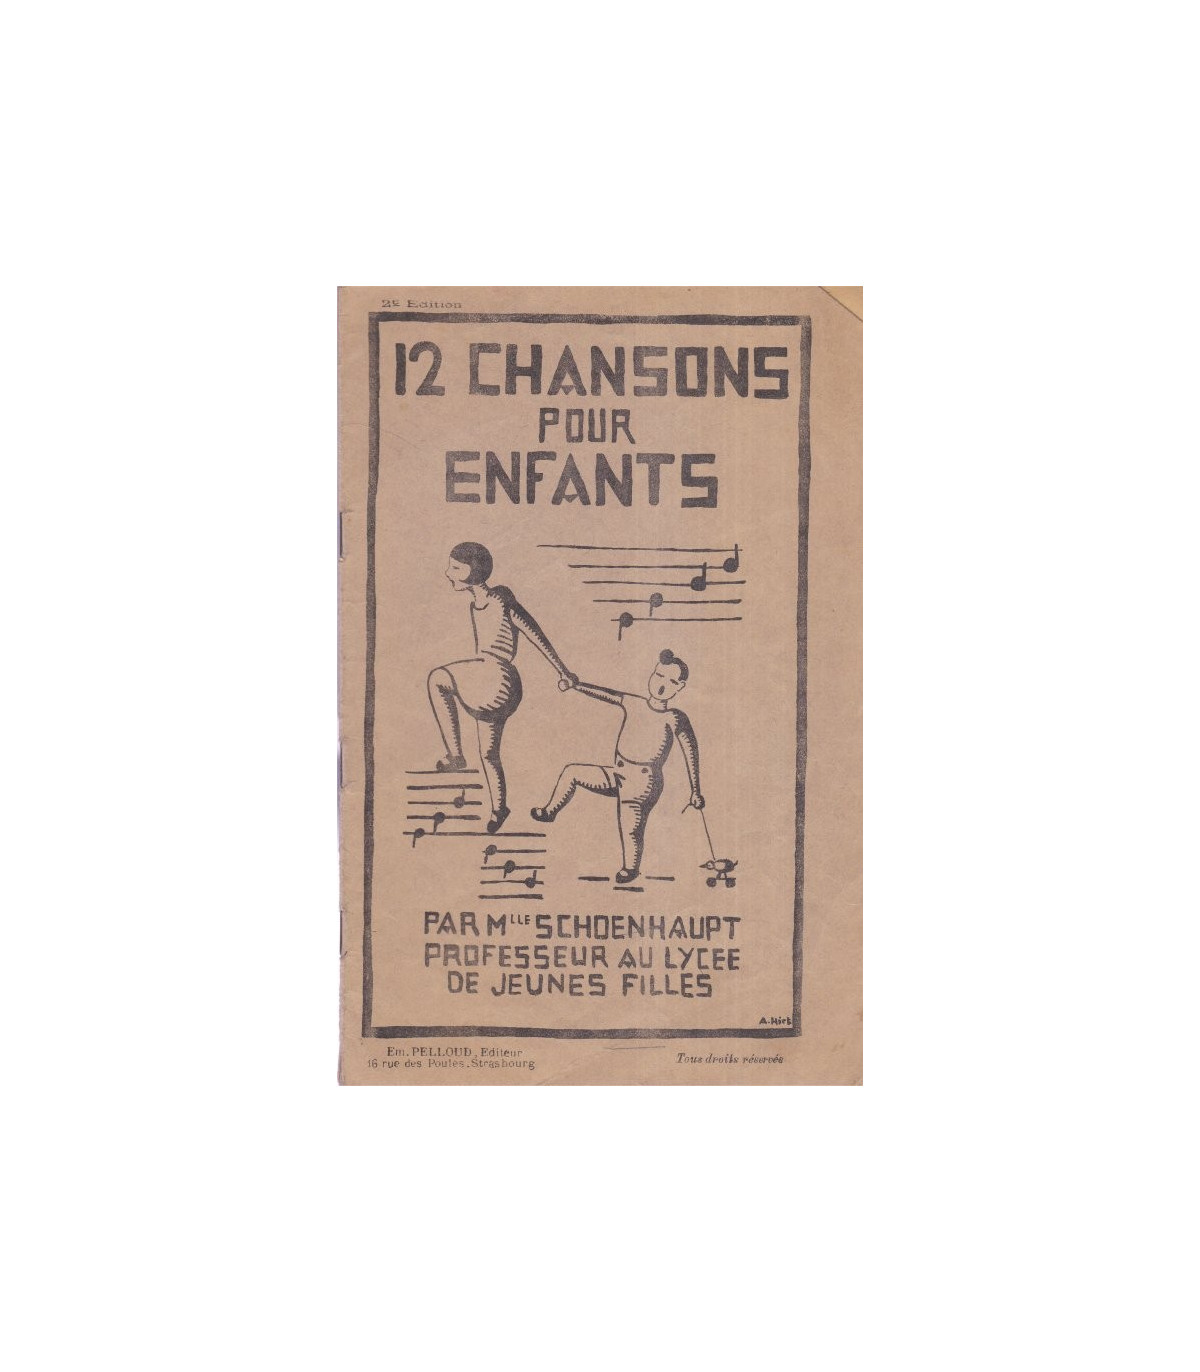 2e Edition
12 CHANSONS
POUR
ENFANTS
PAR MLLE SCHOENHAUPT
PROFESSEUR AU LYCEE
DE JEUNES FILLES
Em. PELLOUD, Editeur
16 rue des Poules. Strasbourg
Tous droits réservés